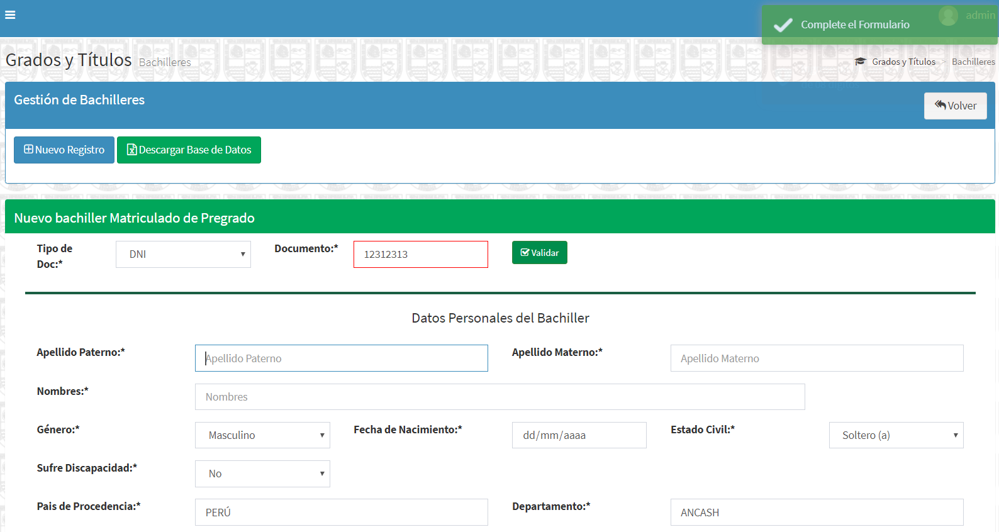 Complete el Formulario
admin
Grados y Títulos Bachilleres
Grados y Títulos > Bachilleres
Gestión de Bachilleres
Volver
Nuevo Registro
Descargar Base de Datos
Nuevo bachiller Matriculado de Pregrado
Tipo de
Doc:*
DNI
Documento:*
12312313
Validar
Datos Personales del Bachiller
Apellido Paterno:*
Apellido Paterno
Apellido Materno:*
Apellido Materno
Nombres:*
Nombres
Género:*
Masculino
Fecha de Nacimiento:*
dd/mm/aaaa
Estado Civil:*
Soltero (a)
Sufre Discapacidad:*
No
Pais de Procedencia:*
PERÚ
Departamento:*
ANCASH